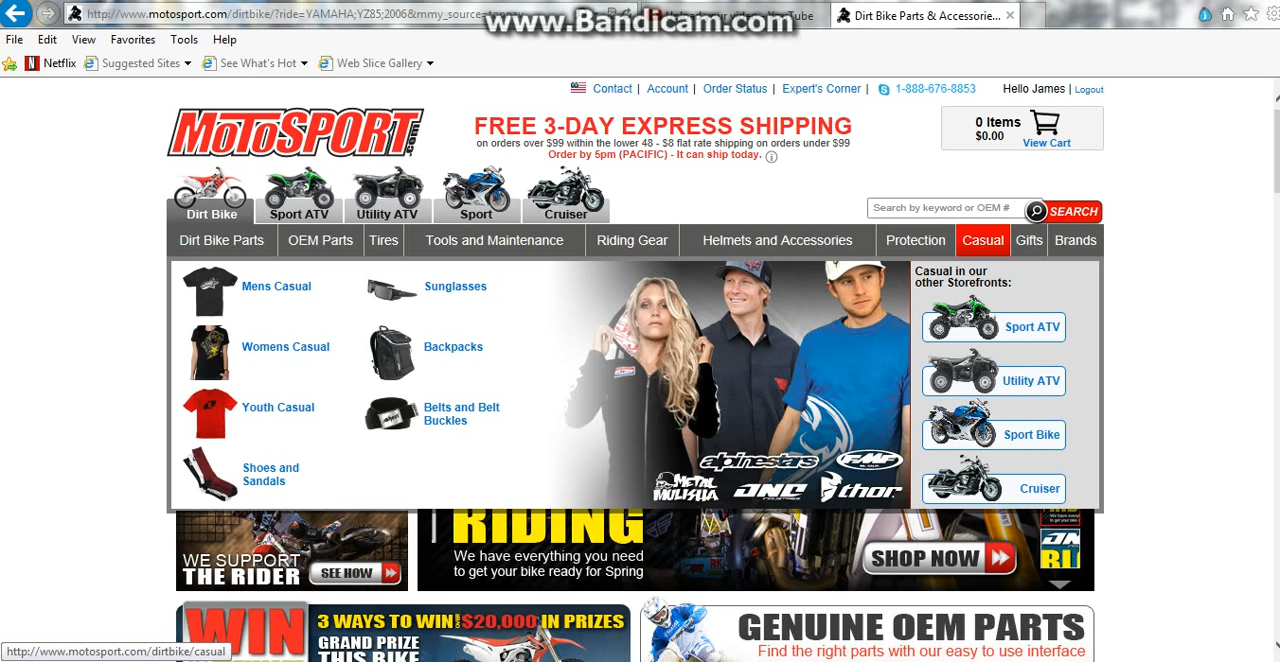 http://www.motosport.com/dirtbike/?ride=YAMAHA;YZ85;2006&mmy_source=topna
www.Bandicam.com
YouTube
Dirt Bike Parts & Accessorie...
File Edit View Favorites Tools Help
Netflix Suggested Sites See What's Hot Web Slice Gallery
Contact | Account | Order Status | Expert's Corner | 1-888-676-8853 Hello James | Logout
MOTOSPORT.com
FREE 3-DAY EXPRESS SHIPPING
on orders over $99 within the lower 48 - $8 flat rate shipping on orders under $99
Order by 5pm (PACIFIC) - It can ship today.
0 Items
$0.00
View Cart
Dirt Bike Sport ATV Utility ATV Sport Cruiser
Search by keyword or OEM # SEARCH
Dirt Bike Parts OEM Parts Tires Tools and Maintenance Riding Gear Helmets and Accessories Protection Casual Gifts Brands
Mens Casual
Sunglasses
Womens Casual
Backpacks
Youth Casual
Belts and Belt
Buckles
Shoes and
Sandals
alpinestars FMF
METAL MULISHA ONE INDUSTRIES THOR
Casual in our
other Storefronts:
Sport ATV
Utility ATV
Sport Bike
Cruiser
WE SUPPORT
THE RIDER SEE HOW
RIDING
We have everything you need
to get your bike ready for Spring
SHOP NOW
WIN
3 WAYS TO WIN OVER $20,000 IN PRIZES
GRAND PRIZE
THIS BIKE
GENUINE OEM PARTS
Find the right parts with our easy to use interface
http://www.motosport.com/dirtbike/casual